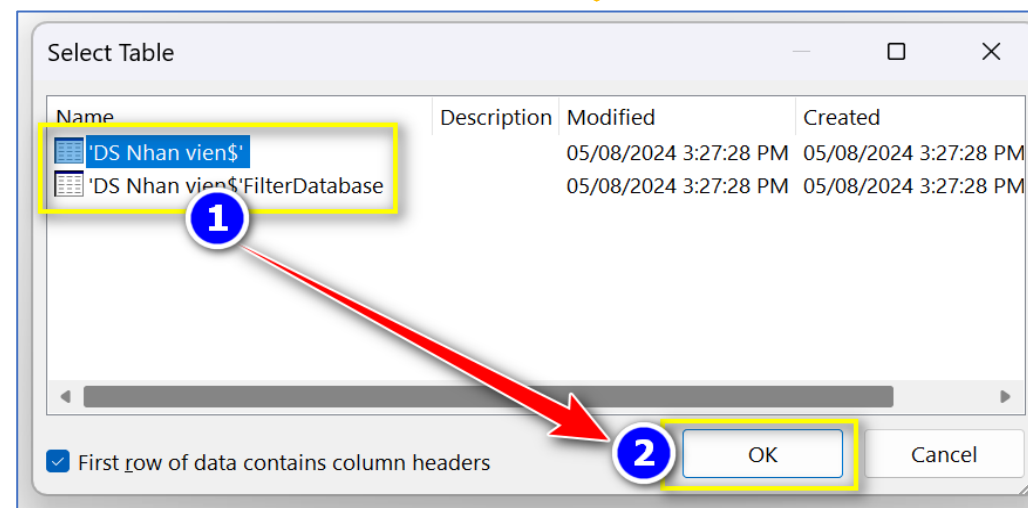 Select Table
Name Description Modified Created
'DS Nhan vien$' 05/08/2024 3:27:28 PM 05/08/2024 3:27:28 PM
'DS Nhan vien$'FilterDatabase 05/08/2024 3:27:28 PM 05/08/2024 3:27:28 PM
1
First row of data contains column headers 2 OK Cancel